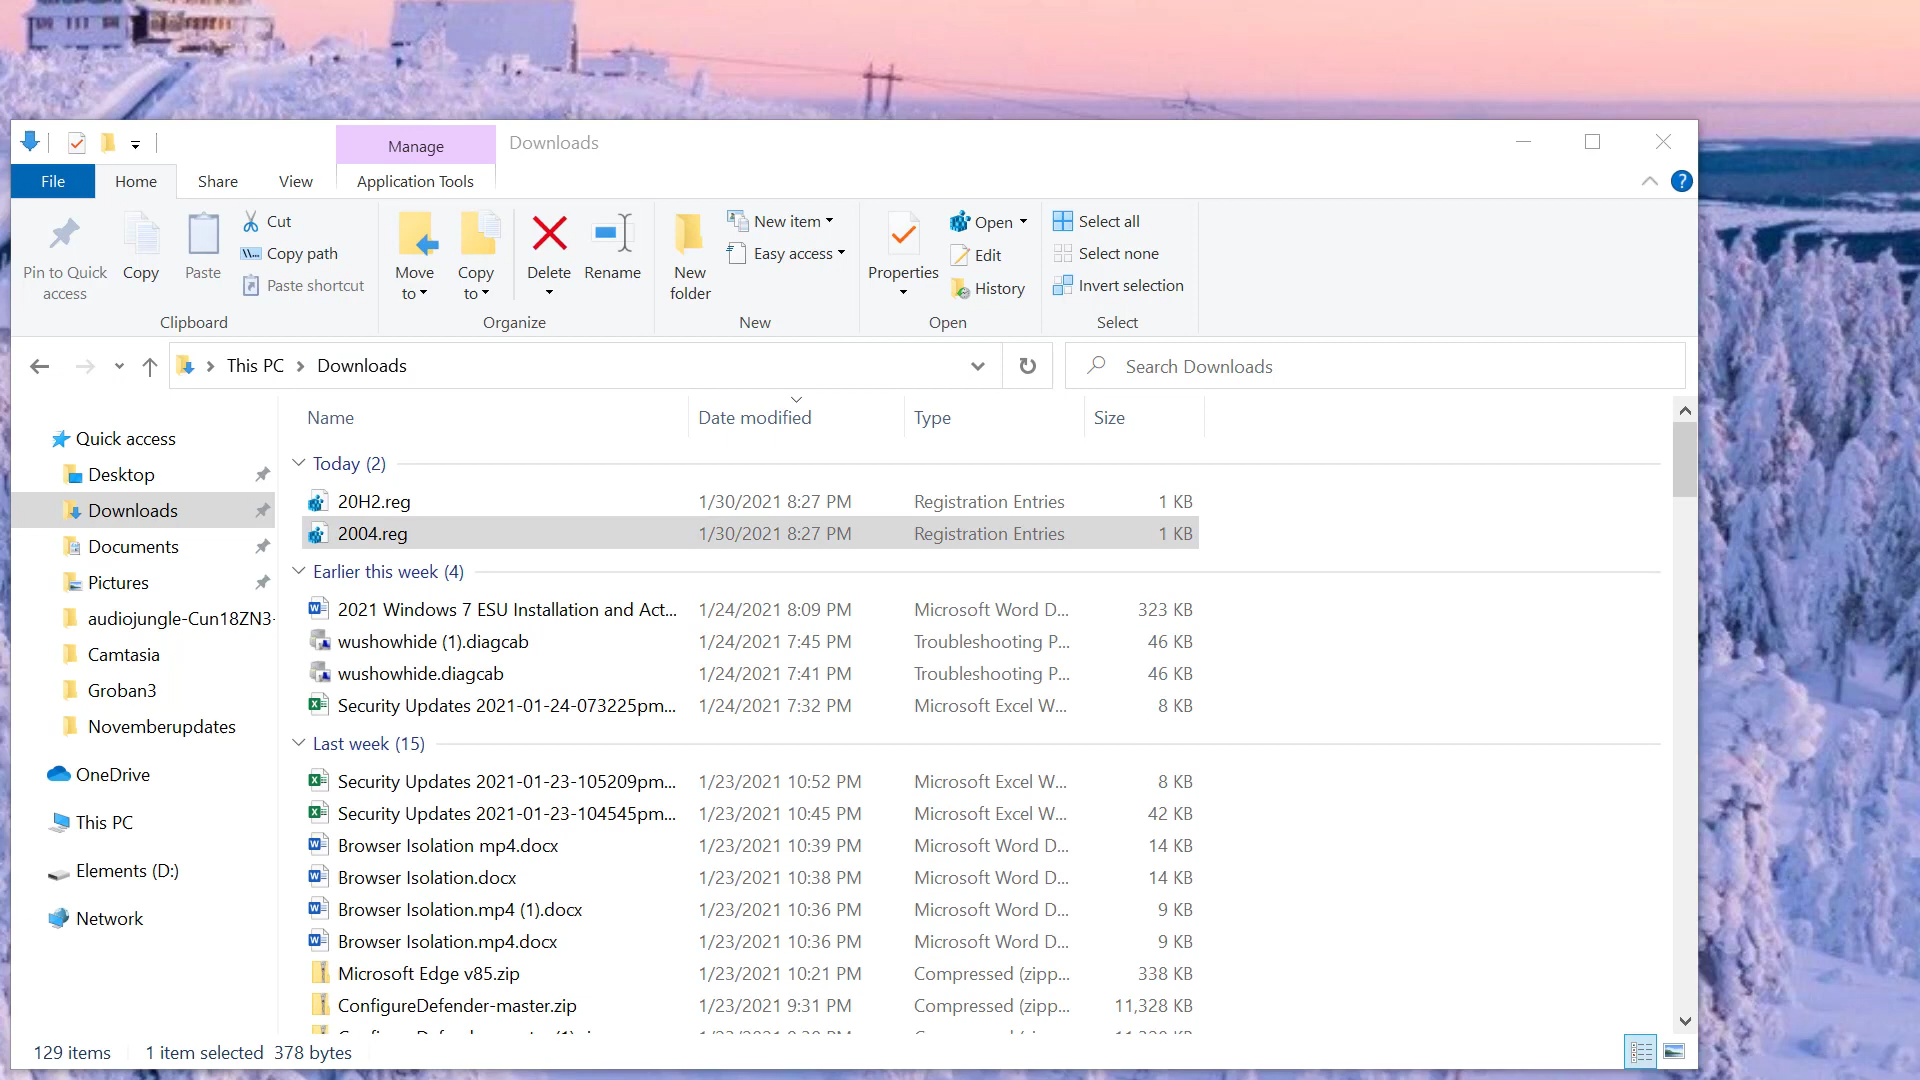 Manage
Downloads
File
Home
Share
View
Application Tools
Pin to Quick access
Copy
Paste
Cut
Copy path
Paste shortcut
Clipboard
Move to
Copy to
Delete
Rename
Organize
New folder
New item
Easy access
New
Properties
Open
Edit
History
Open
Select all
Select none
Invert selection
Select
This PC
Downloads
Search Downloads
Quick access
Desktop
Downloads
Documents
Pictures
audiojungle-Cun18ZN3-
Camtasia
Groban3
Novemberupdates
OneDrive
This PC
Elements (D:)
Network
Name Date modified Type Size
Today (2)
20H2.reg 1/30/2021 8:27 PM Registration Entries 1 KB
2004.reg 1/30/2021 8:27 PM Registration Entries 1 KB
Earlier this week (4)
2021 Windows 7 ESU Installation and Act... 1/24/2021 8:09 PM Microsoft Word D... 323 KB
wushowhide (1).diagcab 1/24/2021 7:45 PM Troubleshooting P... 46 KB
wushowhide.diagcab 1/24/2021 7:41 PM Troubleshooting P... 46 KB
Security Updates 2021-01-24-073225pm... 1/24/2021 7:32 PM Microsoft Excel W... 8 KB
Last week (15)
Security Updates 2021-01-23-105209pm... 1/23/2021 10:52 PM Microsoft Excel W... 8 KB
Security Updates 2021-01-23-104545pm... 1/23/2021 10:45 PM Microsoft Excel W... 42 KB
Browser Isolation mp4.docx 1/23/2021 10:39 PM Microsoft Word D... 14 KB
Browser Isolation.docx 1/23/2021 10:38 PM Microsoft Word D... 14 KB
Browser Isolation.mp4 (1).docx 1/23/2021 10:36 PM Microsoft Word D... 9 KB
Browser Isolation.mp4.docx 1/23/2021 10:36 PM Microsoft Word D... 9 KB
Microsoft Edge v85.zip 1/23/2021 10:21 PM Compressed (zipp... 338 KB
ConfigureDefender-master.zip 1/23/2021 9:31 PM Compressed (zipp... 11,328 KB
129 items 1 item selected 378 bytes